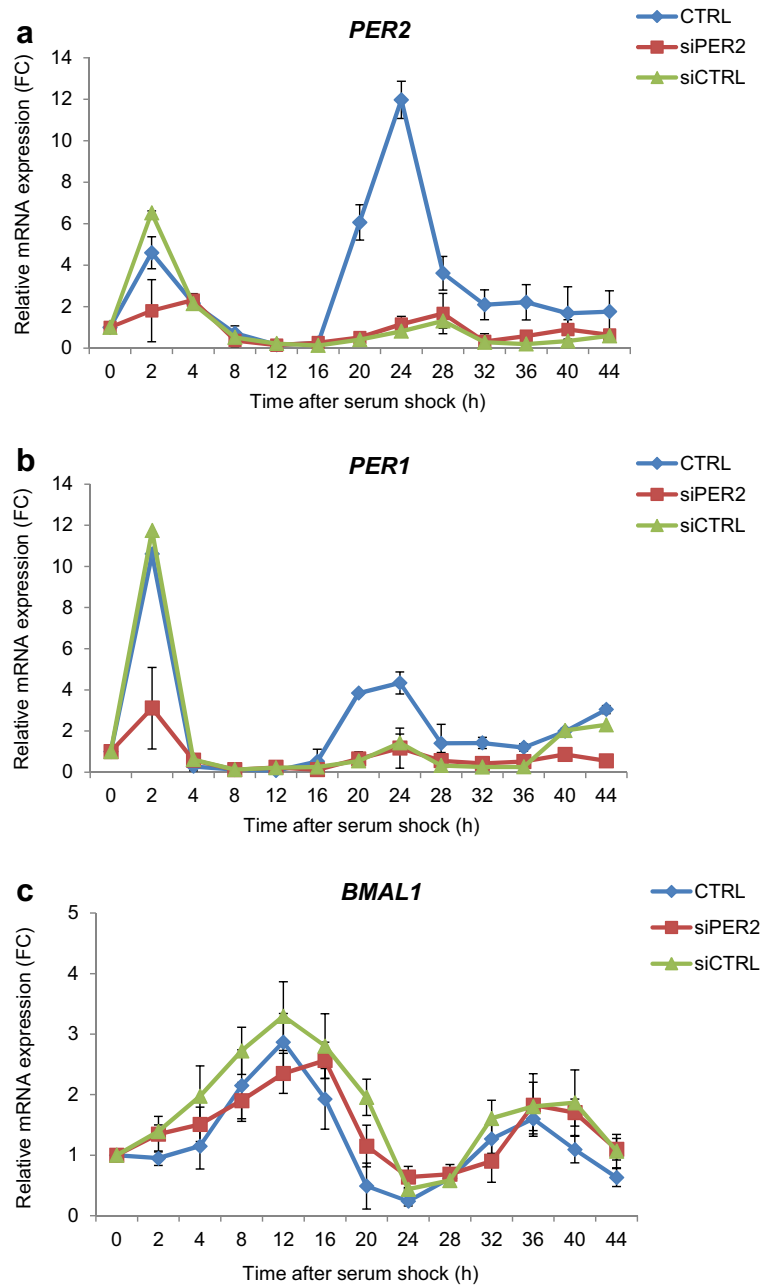 a
PER2
CTRL
siPER2
siCTRL
Relative mRNA expression (FC)
14
12
10
8
6
4
2
0
0 2 4 8 12 16 20 24 28 32 36 40 44
Time after serum shock (h)
b
PER1
CTRL
siPER2
siCTRL
Relative mRNA expression (FC)
14
12
10
8
6
4
2
0
0 2 4 8 12 16 20 24 28 32 36 40 44
Time after serum shock (h)
c
BMAL1
CTRL
siPER2
siCTRL
Relative mRNA expression (FC)
5
4
3
2
1
0
0 2 4 8 12 16 20 24 28 32 36 40 44
Time after serum shock (h)